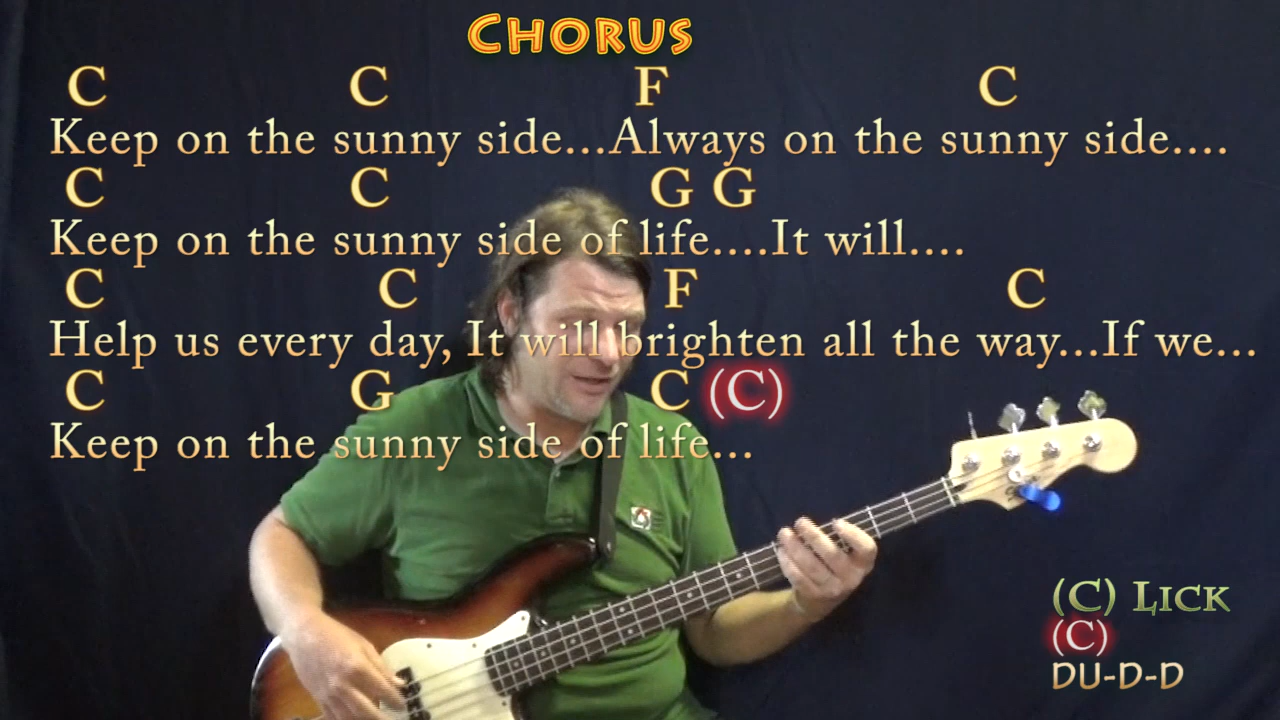 Chorus
C C F C
Keep on the sunny side...Always on the sunny side....
C C G G
Keep on the sunny side of life....It will....
C C F C
Help us every day, It will brighten all the way...If we...
C G C (C)
Keep on the sunny side of life...
(C) Lick
(C)
DU-D-D